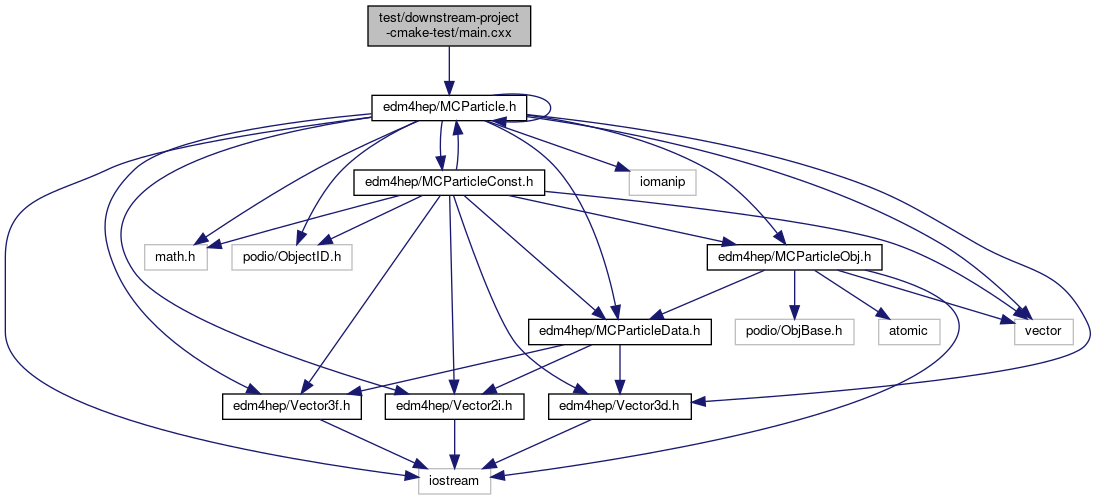 test/downstream-project
-cmake-test/main.cxx
edm4hep/MCParticle.h
edm4hep/MCParticleConst.h
iomanip
math.h
podio/ObjectID.h
edm4hep/MCParticleObj.h
edm4hep/MCParticleData.h
podio/ObjBase.h
atomic
vector
edm4hep/Vector3f.h
edm4hep/Vector2i.h
edm4hep/Vector3d.h
iostream